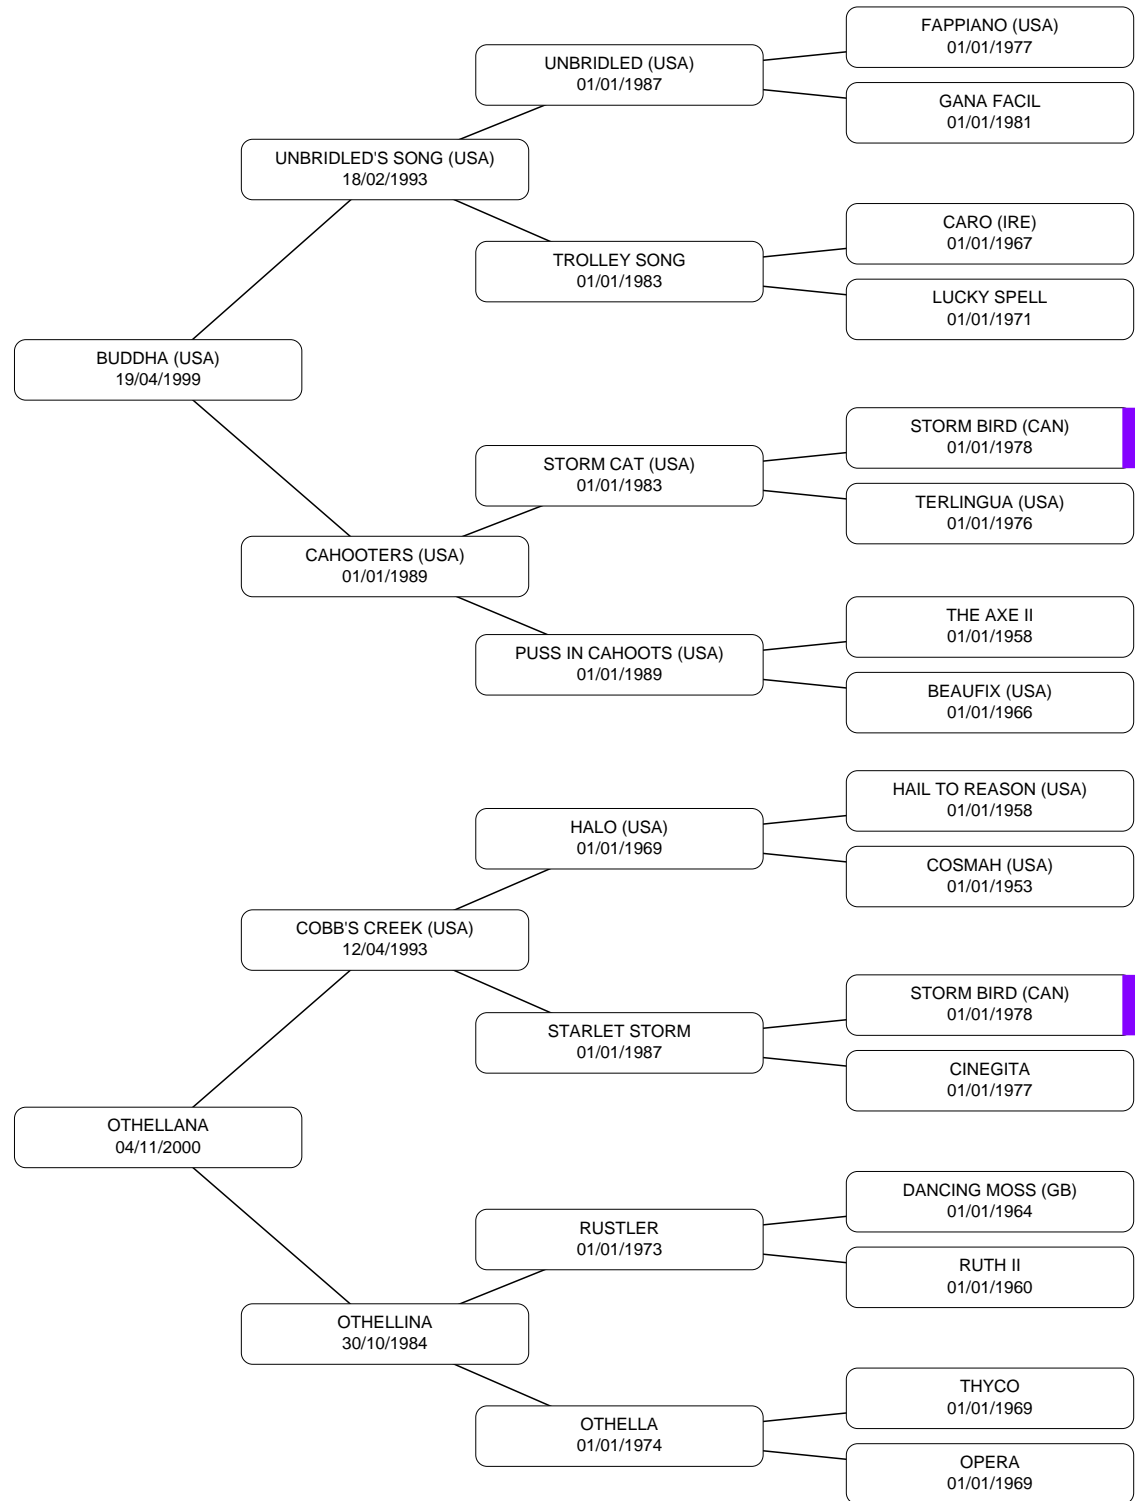 FAPPIANO (USA)
01/01/1977
UNBRIDLED (USA)
01/01/1987
GANA FACIL
01/01/1981
UNBRIDLED'S SONG (USA)
18/02/1993
CARO (IRE)
01/01/1967
TROLLEY SONG
01/01/1983
LUCKY SPELL
01/01/1971
BUDDHA (USA)
19/04/1999
STORM BIRD (CAN)
01/01/1978
STORM CAT (USA)
01/01/1983
TERLINGUA (USA)
01/01/1976
CAHOOTERS (USA)
01/01/1989
THE AXE II
01/01/1958
PUSS IN CAHOOTS (USA)
01/01/1989
BEAUFIX (USA)
01/01/1966
HAIL TO REASON (USA)
01/01/1958
HALO (USA)
01/01/1969
COSMAH (USA)
01/01/1953
COBB'S CREEK (USA)
12/04/1993
STORM BIRD (CAN)
01/01/1978
STARLET STORM
01/01/1987
CINEGITA
01/01/1977
OTHELLANA
04/11/2000
DANCING MOSS (GB)
01/01/1964
RUSTLER
01/01/1973
RUTH II
01/01/1960
OTHELLINA
30/10/1984
THYCO
01/01/1969
OTHELLA
01/01/1974
OPERA
01/01/1969